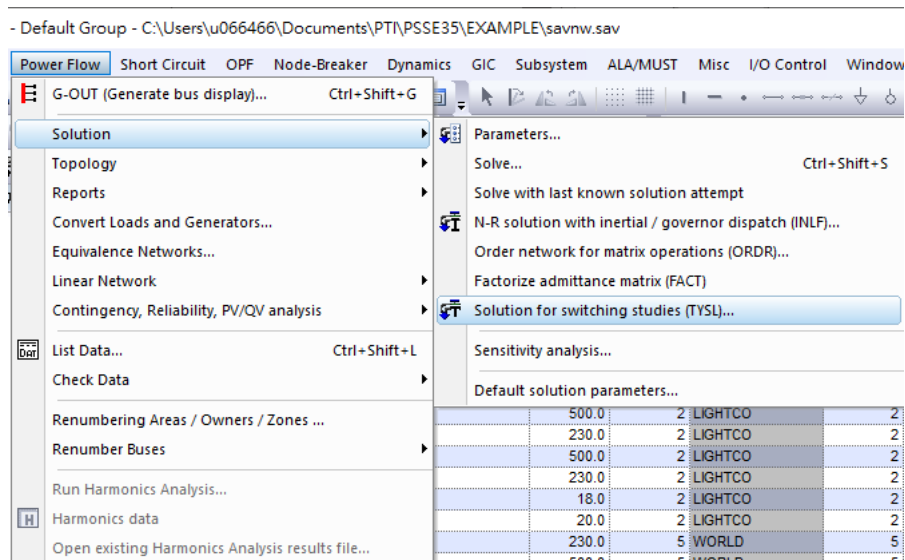 - Default Group - C:\Users\u066466\Documents\PTI\PSSE35\EXAMPLE\savnw.sav
Power Flow Short Circuit OPF Node-Breaker Dynamics GIC Subsystem ALA/MUST Misc I/O Control Window
G-OUT (Generate bus display)... Ctrl+Shift+G
Solution
Topology
Reports
Convert Loads and Generators...
Equivalence Networks...
Linear Network
Contingency, Reliability, PV/QV analysis
List Data... Ctrl+Shift+L
Check Data
Renumbering Areas / Owners / Zones ...
Renumber Buses
Run Harmonics Analysis...
Harmonics data
Open existing Harmonics Analysis results file...
Parameters...
Solve... Ctrl+Shift+S
Solve with last known solution attempt
N-R solution with inertial / governor dispatch (INLF)...
Order network for matrix operations (ORDR)...
Factorize admittance matrix (FACT)
Solution for switching studies (TYSL)...
Sensitivity analysis...
Default solution parameters...
500.0 2 LIGHTCO 2
230.0 2 LIGHTCO 2
500.0 2 LIGHTCO 2
230.0 2 LIGHTCO 2
18.0 2 LIGHTCO 2
20.0 2 LIGHTCO 2
230.0 5 WORLD 5